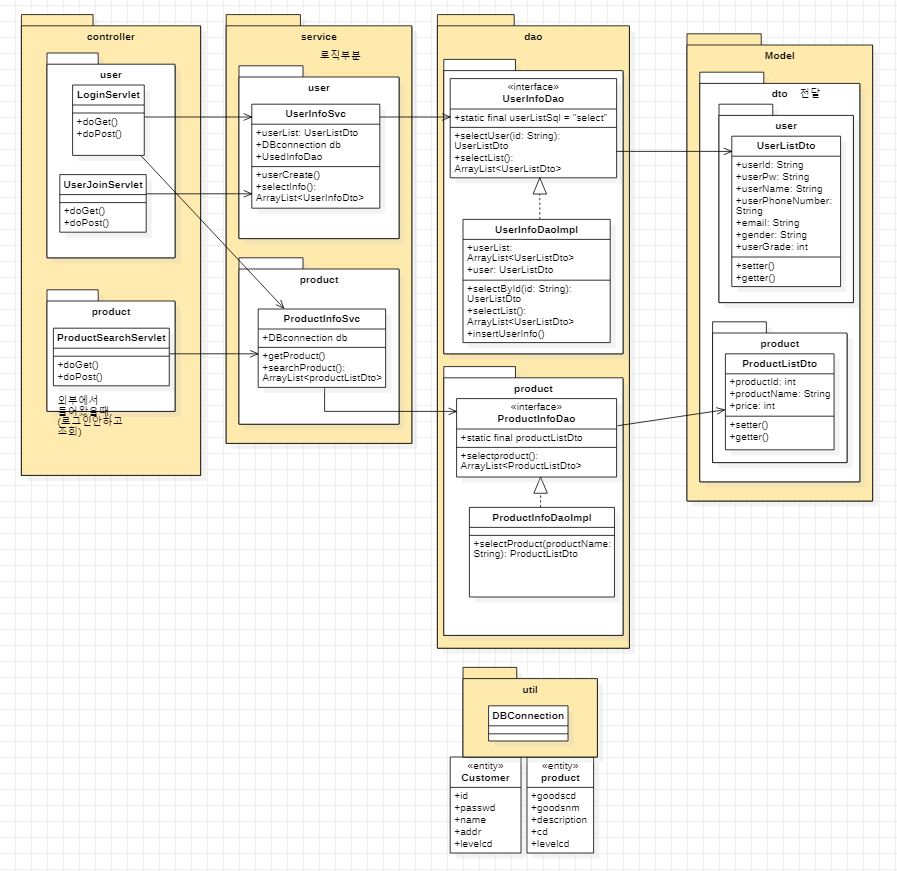 controller
user
LoginServlet
+doGet()
+doPost()
UserJoinServlet
+doGet()
+doPost()
product
ProductSearchServlet
+doGet()
+doPost()
외부에서
들어왔을때
(로그인안하고
조회)
service
로직부분
user
UserInfoSvc
+userList: UserListDto
+DBconnection db
+UsedInfoDao
+userCreate()
+selectInfo():
ArrayList<UserInfoDto>
product
ProductInfoSvc
+DBconnection db
+getProduct()
+searchProduct():
ArrayList<productListDto>
dao
«interface»
UserInfoDao
+static final userListSql = "select"
+selectUser(id: String):
UserListDto
+selectList():
ArrayList<UserListDto>
UserInfoDaoImpl
+userList:
ArrayList<UserListDto>
+user: UserListDto
+selectById(id: String):
UserListDto
+selectList():
ArrayList<UserListDto>
+insertUserInfo()
product
«interface»
ProductInfoDao
+static final productListDto
+selectproduct():
ArrayList<ProductListDto>
ProductInfoDaoImpl
+selectProduct(productName:
String): ProductListDto
Model
dto 전달
user
UserListDto
+userId: String
+userPw: String
+userName: String
+userPhoneNumber:
String
+email: String
+gender: String
+userGrade: int
+setter()
+getter()
product
ProductListDto
+productId: int
+productName: String
+price: int
+setter()
+getter()
util
DBConnection
«entity»
Customer
+id
+passwd
+name
+addr
+levelcd
«entity»
product
+goodscd
+goodsnm
+description
+cd
+levelcd